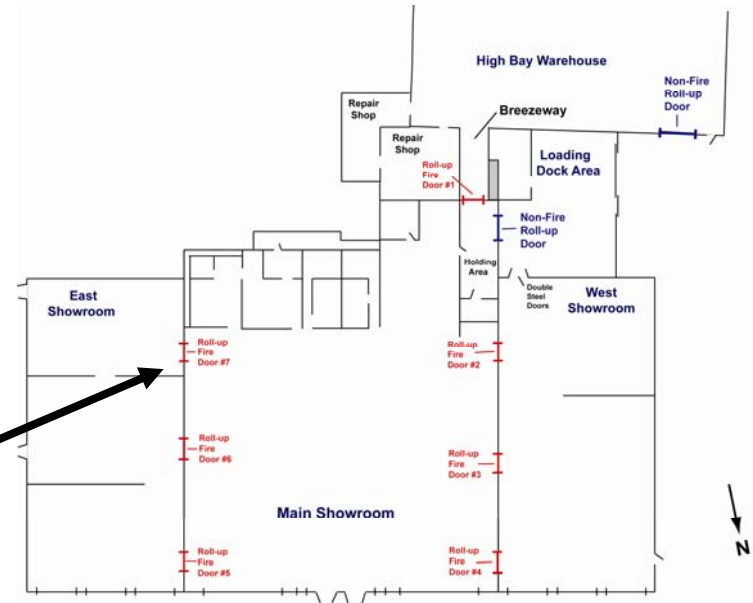 High Bay Warehouse
Non-Fire
Roll-up
Door
Repair
Shop
Breezeway
Repair
Shop
Loading
Dock Area
Roll-up
Fire
Door #1
Non-Fire
Roll-up
Door
Holding
Area
Double
Steel
Doors
East
Showroom
West
Showroom
Roll-up
Fire
Door #7
Roll-up
Fire
Door #2
Roll-up
Fire
Door #6
Roll-up
Fire
Door #3
Main Showroom
Roll-up
Fire
Door #5
Roll-up
Fire
Door #4
N